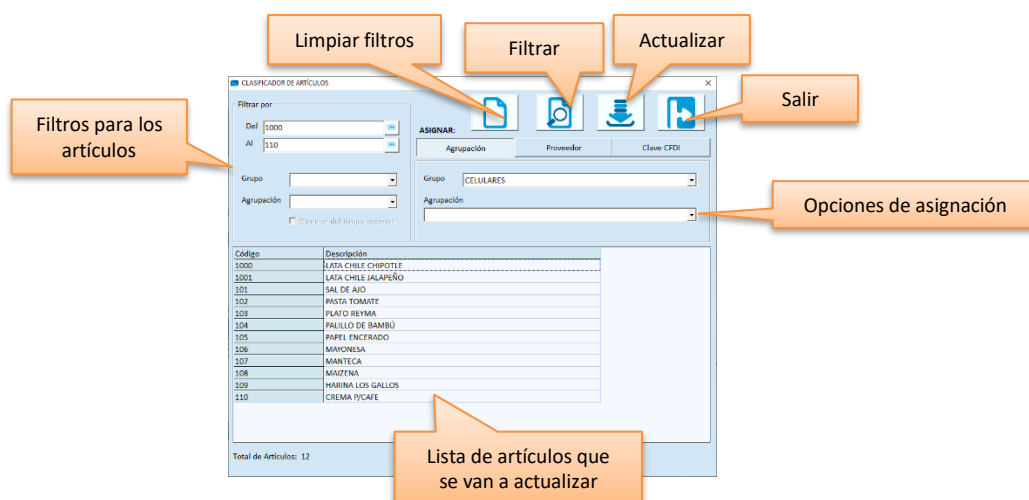 Limpiar filtros
Filtrar
Actualizar
Salir
Filtros para los
artículos
CLASIFICADOR DE ARTÍCULOS
Filtrar por
Del 1000
Al 110
Grupo
Agrupación
Eliminar del Grupo anterior
ASIGNAR:
Agrupación Proveedor Clave CFDI
Grupo CELULARES
Agrupación
Opciones de asignación
Código Descripción
1000 LATA CHILE CHIPOTLE
1001 LATA CHILE JALAPEÑO
101 SAL DE AJO
102 PASTA TOMATE
103 PLATO REYMA
104 PALILLO DE BAMBÚ
105 PAPEL ENCERADO
106 MAYONESA
107 MANTECA
108 MAIZENA
109 HARINA LOS GALLOS
110 CREMA P/CAFE
Total de Artículos: 12
Lista de artículos que
se van a actualizar